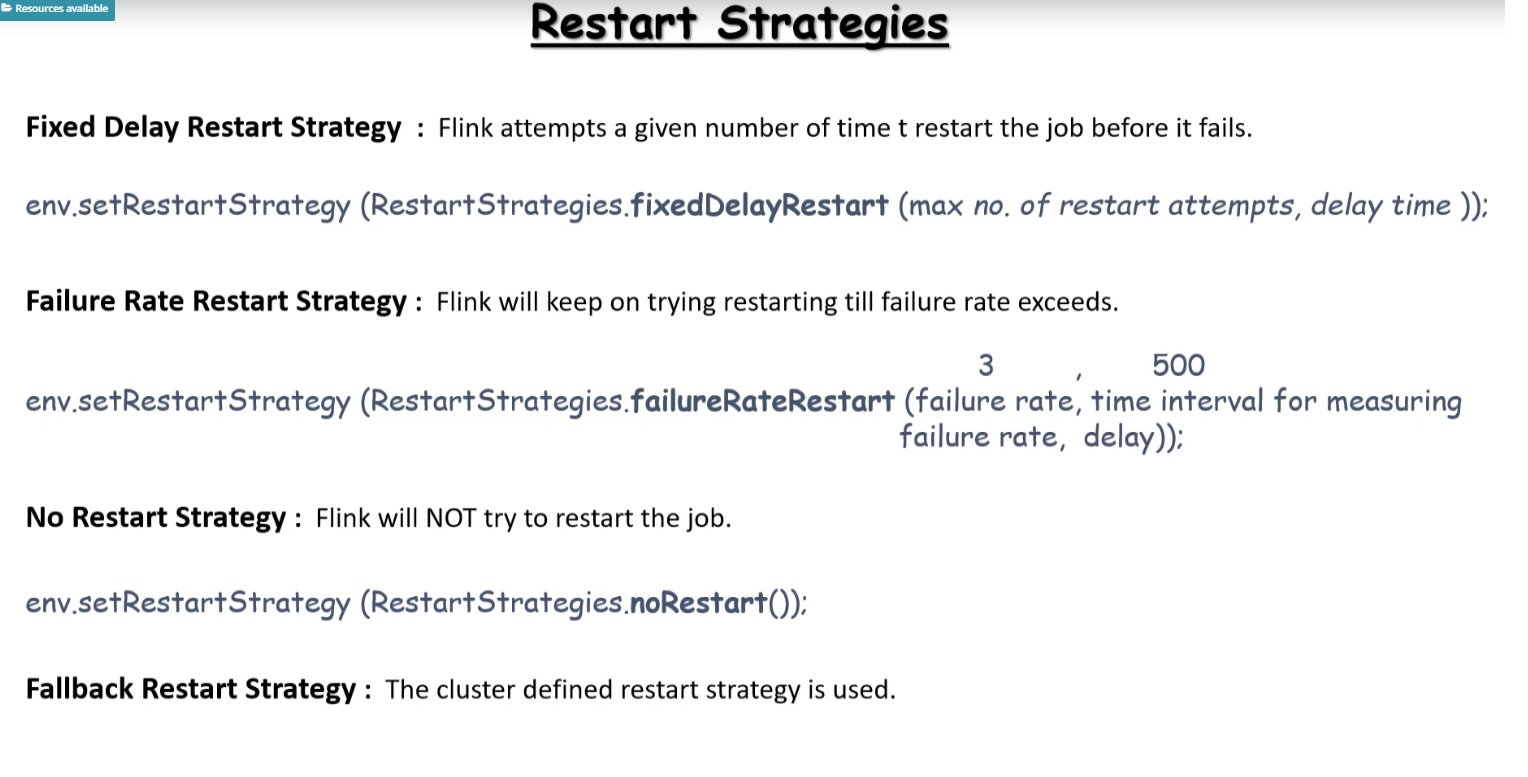 Resources available
Restart Strategies
Fixed Delay Restart Strategy : Flink attempts a given number of time t restart the job before it fails.
env.setRestartStrategy (RestartStrategies.fixedDelayRestart (max no. of restart attempts, delay time ));
Failure Rate Restart Strategy : Flink will keep on trying restarting till failure rate exceeds.
3 , 500
env.setRestartStrategy (RestartStrategies.failureRateRestart (failure rate, time interval for measuring
failure rate, delay));
No Restart Strategy : Flink will NOT try to restart the job.
env.setRestartStrategy (RestartStrategies.noRestart());
Fallback Restart Strategy : The cluster defined restart strategy is used.